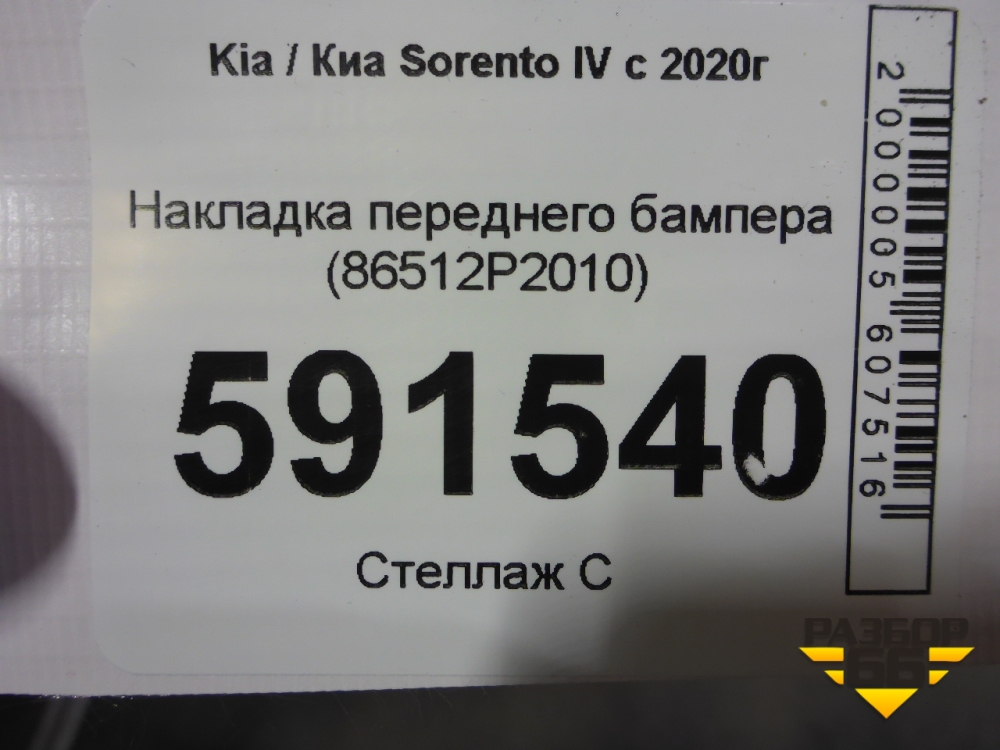 Kia / Киа Sorento IV с 2020г
Накладка переднего бампера
(86512P2010)
591540
Стеллаж С
2000005607516
РАЗБОР
66